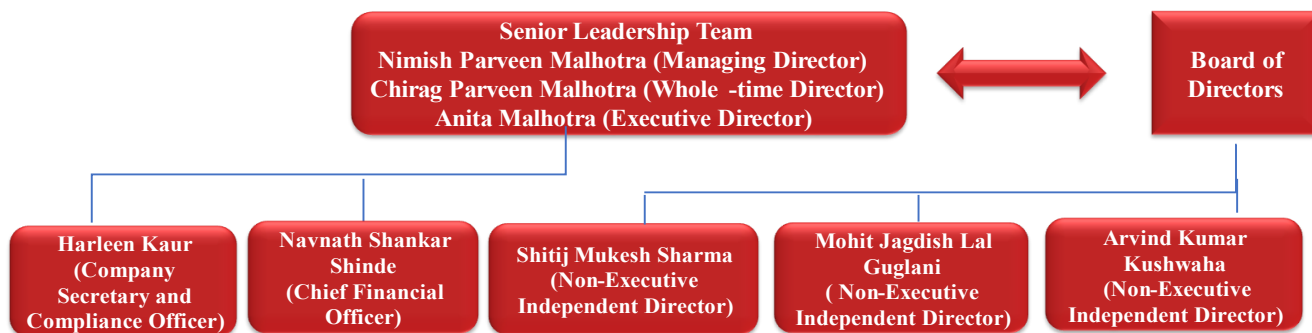 Senior Leadership Team
Nimish Parveen Malhotra (Managing Director)
Chirag Parveen Malhotra (Whole -time Director)
Anita Malhotra (Executive Director)
Board of
Directors
Harleen Kaur
(Company
Secretary and
Compliance Officer)
Navnath Shankar
Shinde
(Chief Financial
Officer)
Shitij Mukesh Sharma
(Non-Executive
Independent Director)
Mohit Jagdish Lal
Guglani
( Non-Executive
Independent Director)
Arvind Kumar
Kushwaha
(Non-Executive
Independent Director)